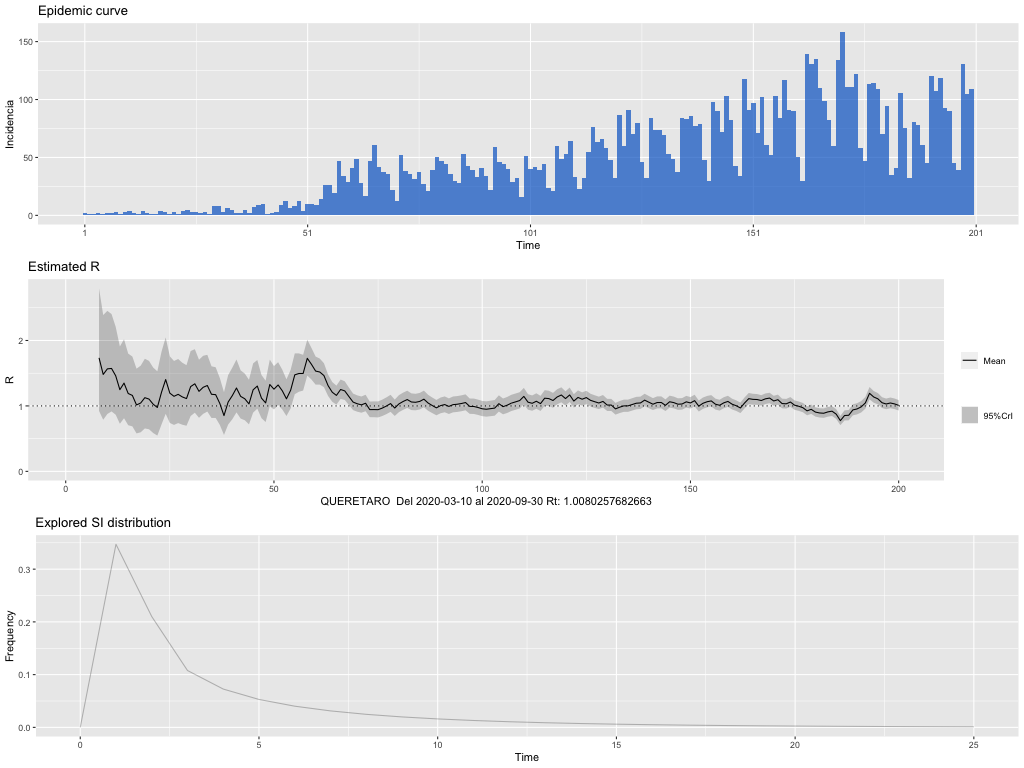 Epidemic curve
150
100
50
0
Incidencia
1 51 101 151 201
Time
Estimated R
2
1
0
R
0 50 100 150 200
QUERETARO Del 2020-03-10 al 2020-09-30 Rt: 1.0080257682663
Mean
95%CrI
Explored SI distribution
0.3
0.2
0.1
0.0
Frequency
0 5 10 15 20 25
Time